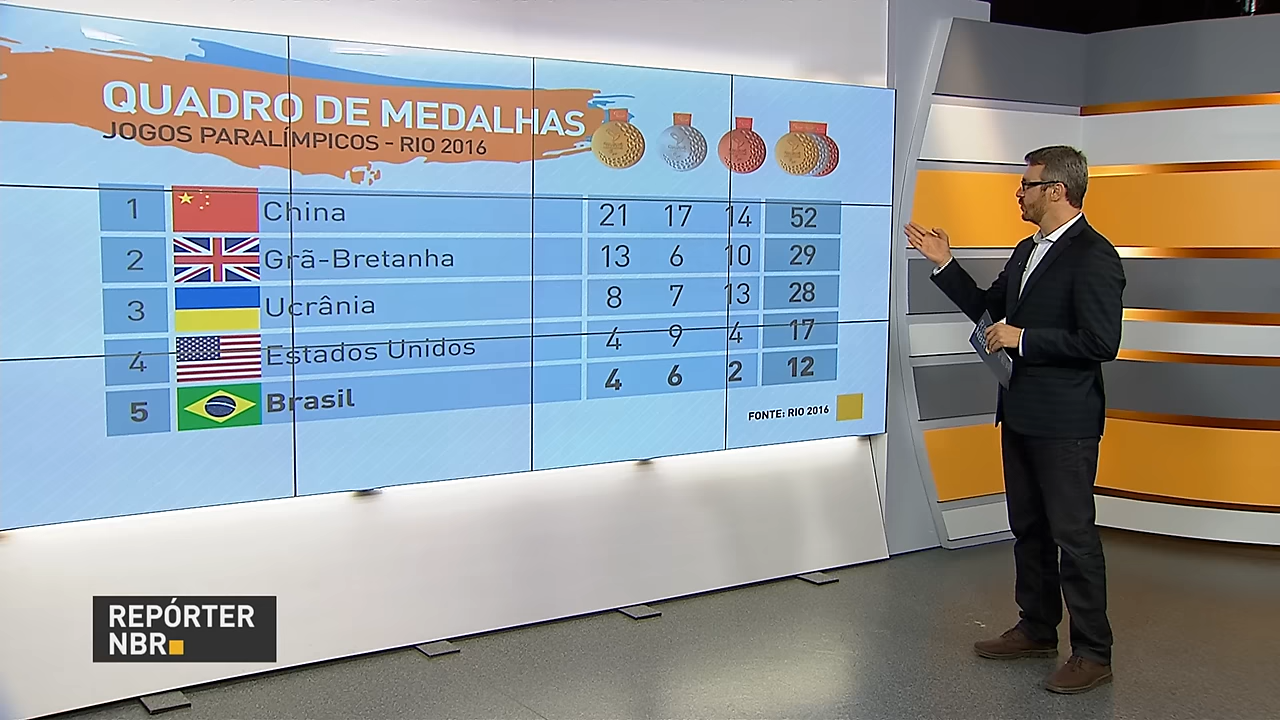 QUADRO DE MEDALHAS
JOGOS PARALÍMPICOS - RIO 2016
1 China 21 17 14 52
2 Grã-Bretanha 13 6 10 29
3 Ucrânia 8 7 13 28
4 Estados Unidos 4 9 4 17
5 Brasil 4 6 2 12
FONTE: RIO 2016
REPÓRTER
NBR